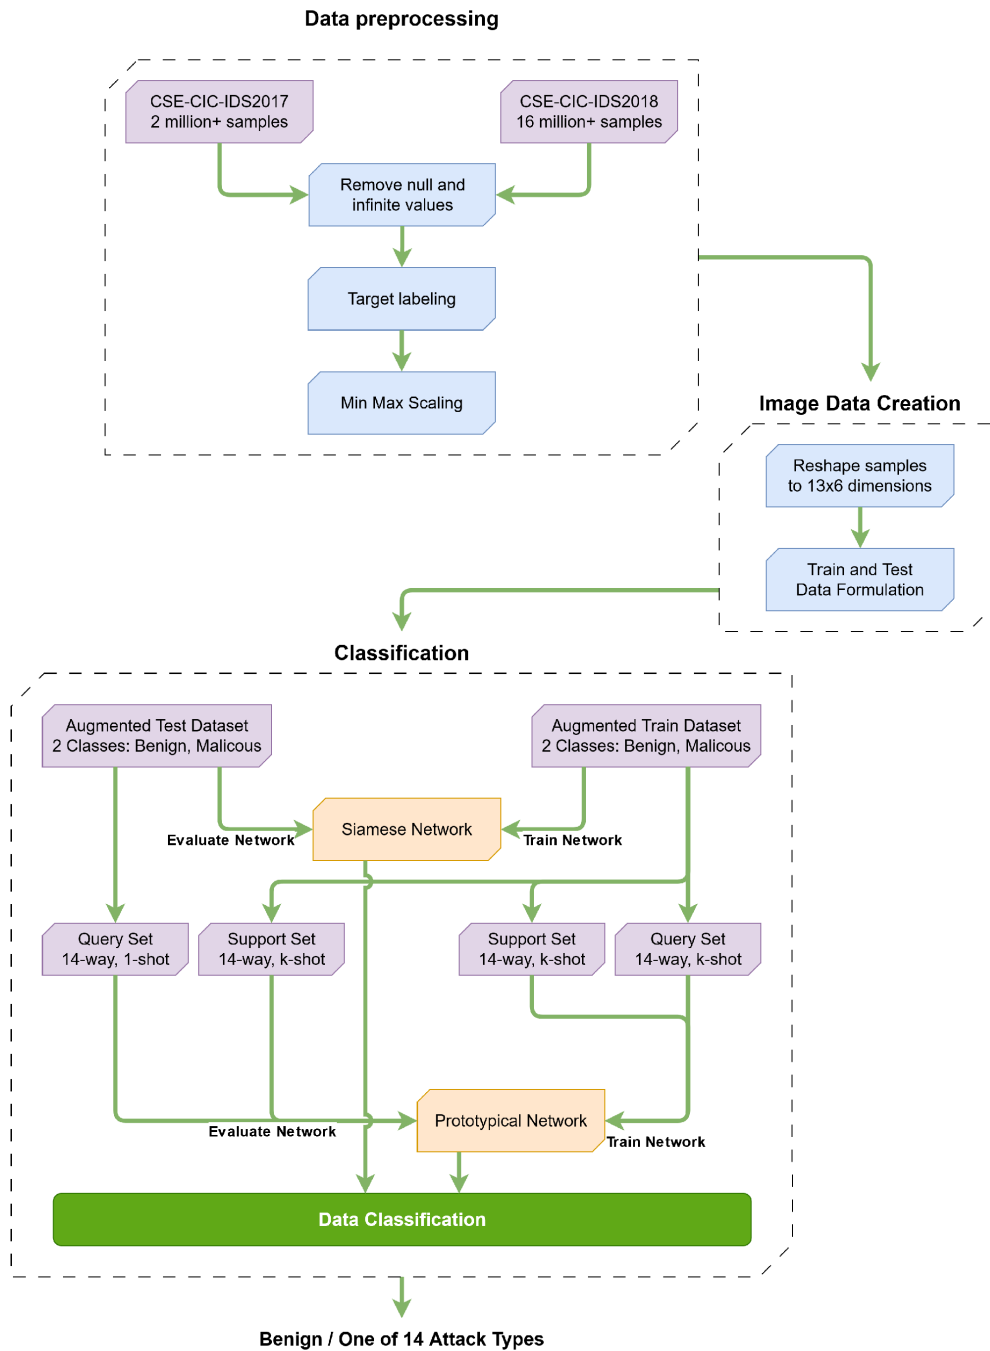 Data preprocessing
CSE-CIC-IDS2017
2 million+ samples
CSE-CIC-IDS2018
16 million+ samples
Remove null and
infinite values
Target labeling
Min Max Scaling
Image Data Creation
Reshape samples
to 13x6 dimensions
Train and Test
Data Formulation
Classification
Augmented Test Dataset
2 Classes: Benign, Malicous
Augmented Train Dataset
2 Classes: Benign, Malicous
Siamese Network
Evaluate Network
Train Network
Query Set
14-way, 1-shot
Support Set
14-way, k-shot
Support Set
14-way, k-shot
Query Set
14-way, k-shot
Prototypical Network
Evaluate Network
Train Network
Data Classification
Benign / One of 14 Attack Types